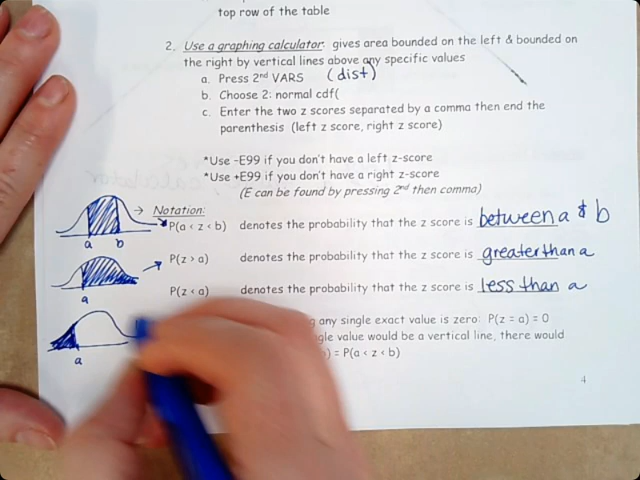 top row of the table
2. Use a graphing calculator: gives area bounded on the left & bounded on
the right by vertical lines above any specific values
a. Press 2nd VARS (dist)
b. Choose 2: normal cdf(
c. Enter the two z scores separated by a comma then end the
parenthesis (left z score, right z score)
*Use -E99 if you don't have a left z-score
*Use +E99 if you don't have a right z-score
(E can be found by pressing 2nd then comma)
→ Notation:
P(a < z < b) denotes the probability that the z score is between a & b
a b
P(z > a) denotes the probability that the z score is greater than a
a
P(z < a) denotes the probability that the z score is less than a
any single exact value is zero: P(z = a) = 0
a
value would be a vertical line, there would
) = P(a < z < b)
4